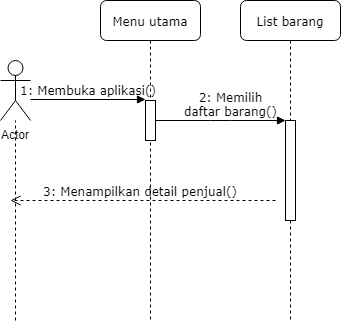 Menu utama
List barang
1: Membuka aplikasi()
2: Memilih
daftar barang()
Actor
3: Menampilkan detail penjual()